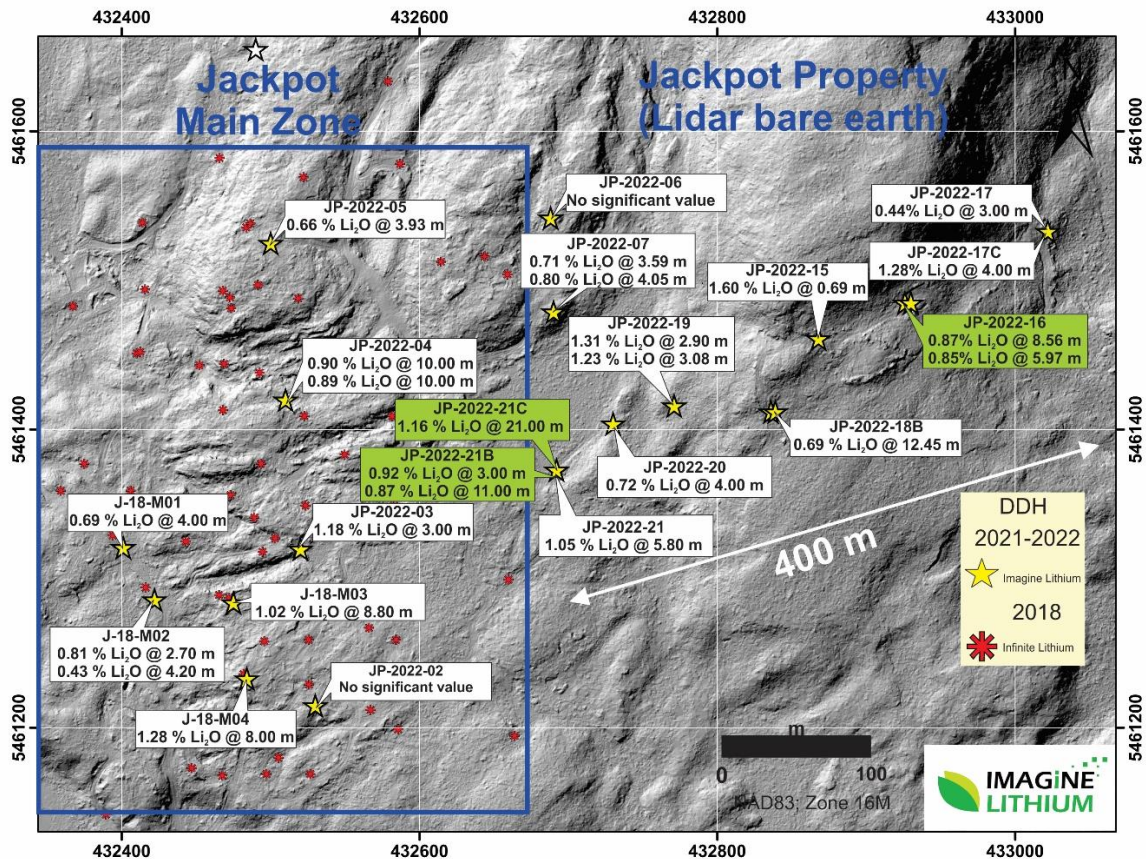 432400 432600 432800 433000
Jackpot
Main Zone
Jackpot Property
(Lidar bare earth)
5461600
5461600
JP-2022-06
No significant value
JP-2022-17
0.44% Li₂O @ 3.00 m
JP-2022-05
0.66 % Li₂O @ 3.93 m
JP-2022-07
0.71 % Li₂O @ 3.59 m
0.80 % Li₂O @ 4.05 m
JP-2022-17C
1.28% Li₂O @ 4.00 m
JP-2022-15
1.60 % Li₂O @ 0.69 m
JP-2022-19
1.31 % Li₂O @ 2.90 m
1.23 % Li₂O @ 3.08 m
JP-2022-16
0.87% Li₂O @ 8.56 m
0.85% Li₂O @ 5.97 m
JP-2022-04
0.90 % Li₂O @ 10.00 m
0.89 % Li₂O @ 10.00 m
5461400
5461400
JP-2022-21C
1.16 % Li₂O @ 21.00 m
JP-2022-18B
0.69 % Li₂O @ 12.45 m
JP-2022-21B
0.92 % Li₂O @ 3.00 m
0.87 % Li₂O @ 11.00 m
JP-2022-20
0.72 % Li₂O @ 4.00 m
J-18-M01
0.69 % Li₂O @ 4.00 m
JP-2022-03
1.18 % Li₂O @ 3.00 m
JP-2022-21
1.05 % Li₂O @ 5.80 m
400 m
DDH
2021-2022
Imagine Lithium
2018
Infinite Lithium
J-18-M03
1.02 % Li₂O @ 8.80 m
J-18-M02
0.81 % Li₂O @ 2.70 m
0.43 % Li₂O @ 4.20 m
JP-2022-02
No significant value
J-18-M04
1.28 % Li₂O @ 8.00 m
5461200
5461200
m
0 100
NAD83; Zone 16M
IMAGINE
LITHIUM
432400 432600 432800 433000